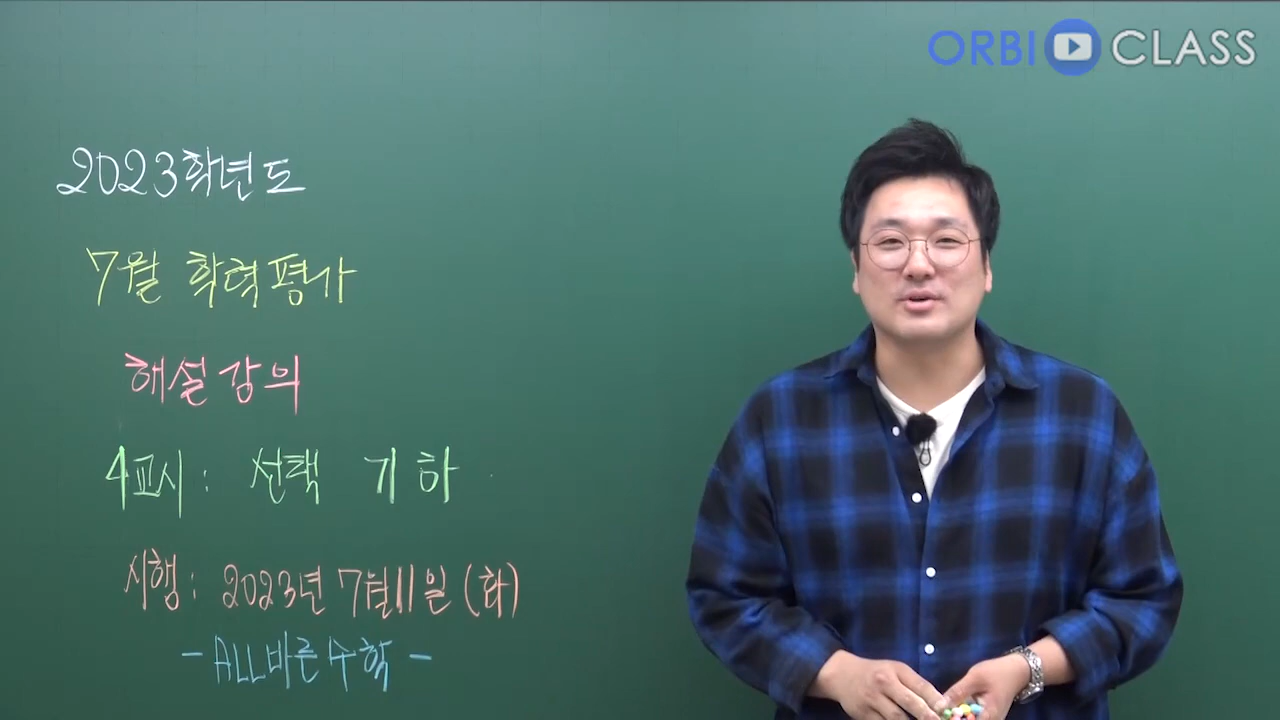 ORBI CLASS
2023학년도
7월 학력평가
해설강의
4교시 : 선택 기하
시행 : 2023년 7월 11일 (화)
- ALL바른수학 -